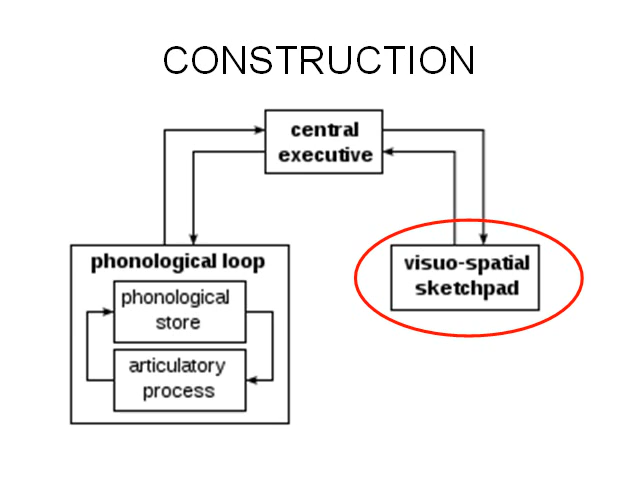 CONSTRUCTION
central
executive
phonological loop
phonological
store
articulatory
process
visuo-spatial
sketchpad